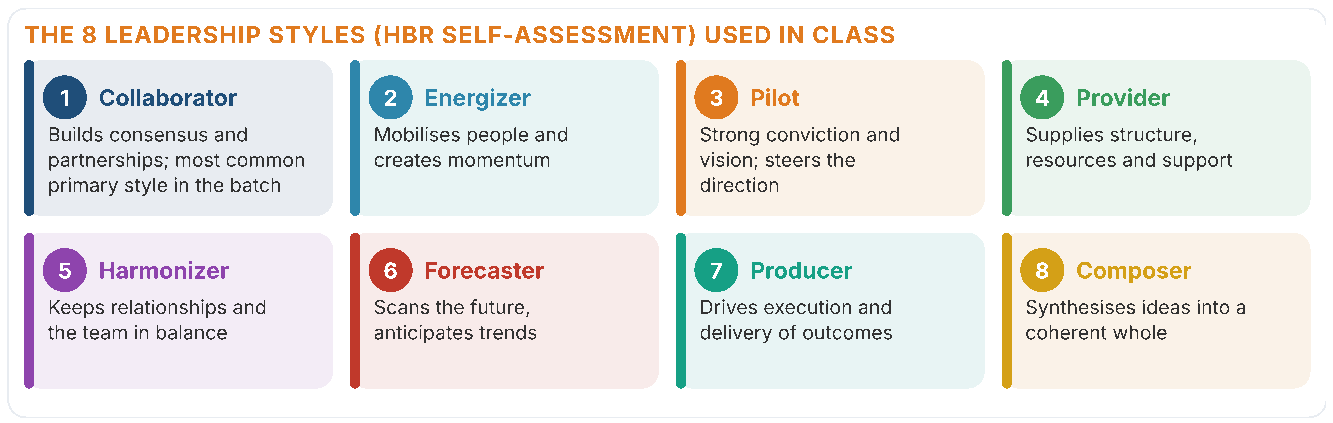 THE 8 LEADERSHIP STYLES (HBR SELF-ASSESSMENT) USED IN CLASS
1 Collaborator
Builds consensus and
partnerships; most common
primary style in the batch
2 Energizer
Mobilises people and
creates momentum
3 Pilot
Strong conviction and
vision; steers the
direction
4 Provider
Supplies structure,
resources and support
5 Harmonizer
Keeps relationships and
the team in balance
6 Forecaster
Scans the future,
anticipates trends
7 Producer
Drives execution and
delivery of outcomes
8 Composer
Synthesises ideas into a
coherent whole